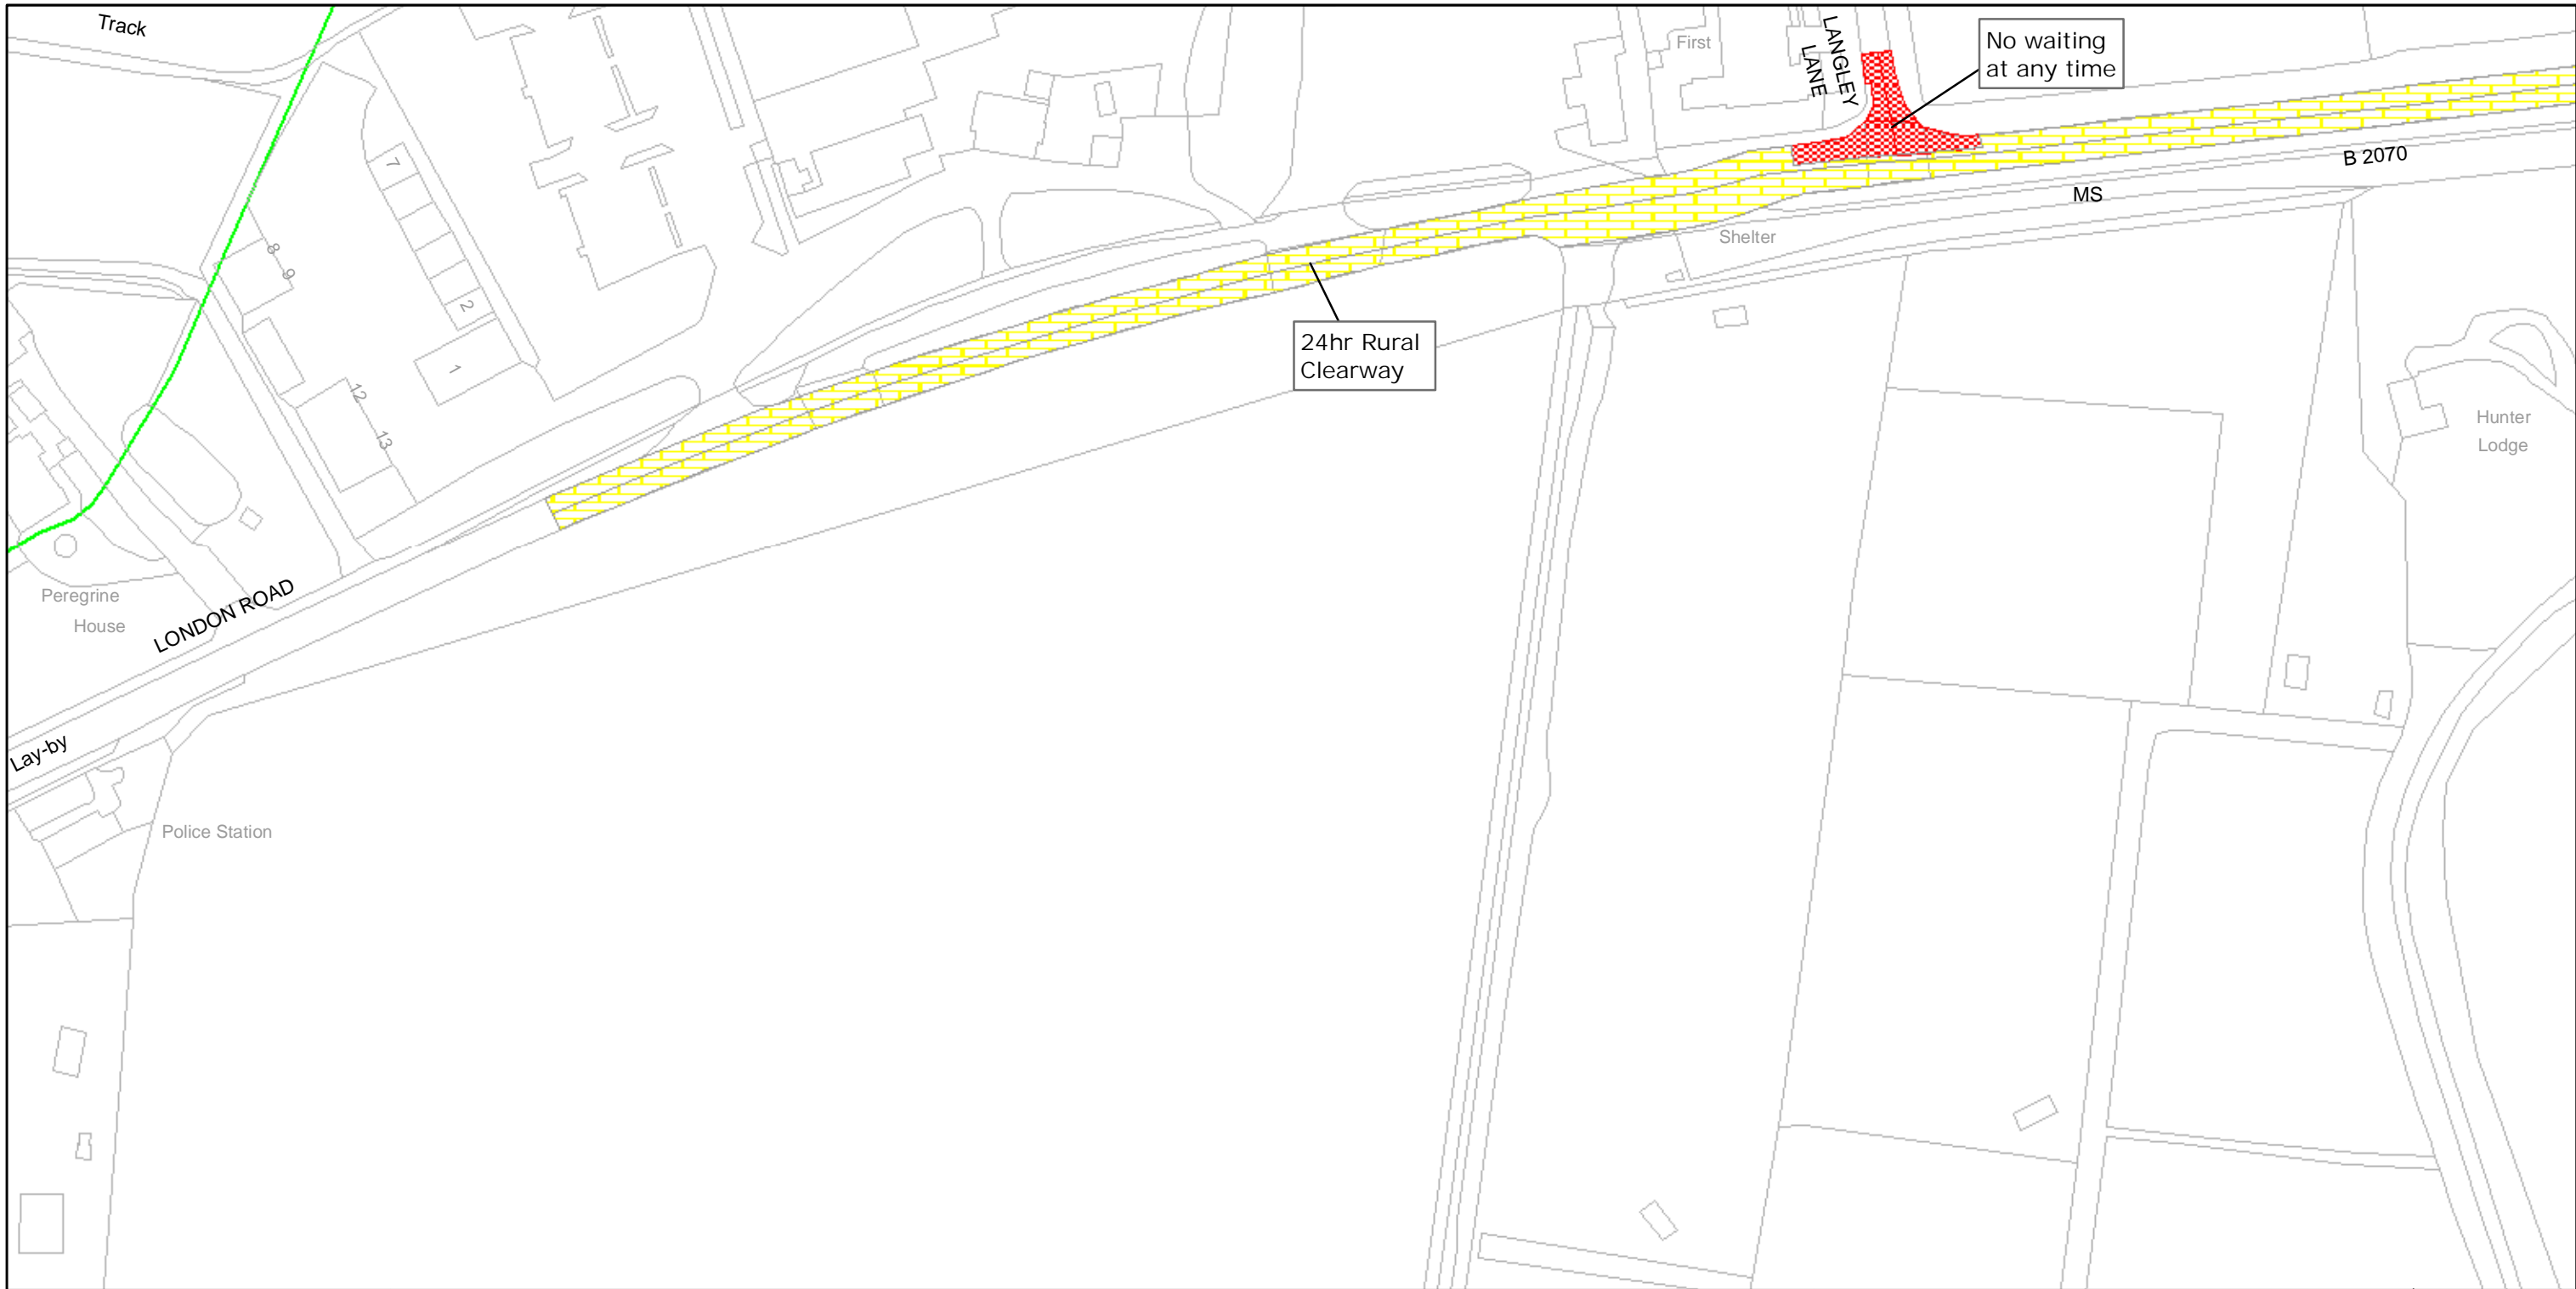 Track
First
LANGLEY
LANE
No waiting
at any time
B 2070
MS
Shelter
7
8
9
2
1
12
13
24hr Rural
Clearway
Hunter
Lodge
Peregrine
House
LONDON ROAD
Lay-by
Police Station